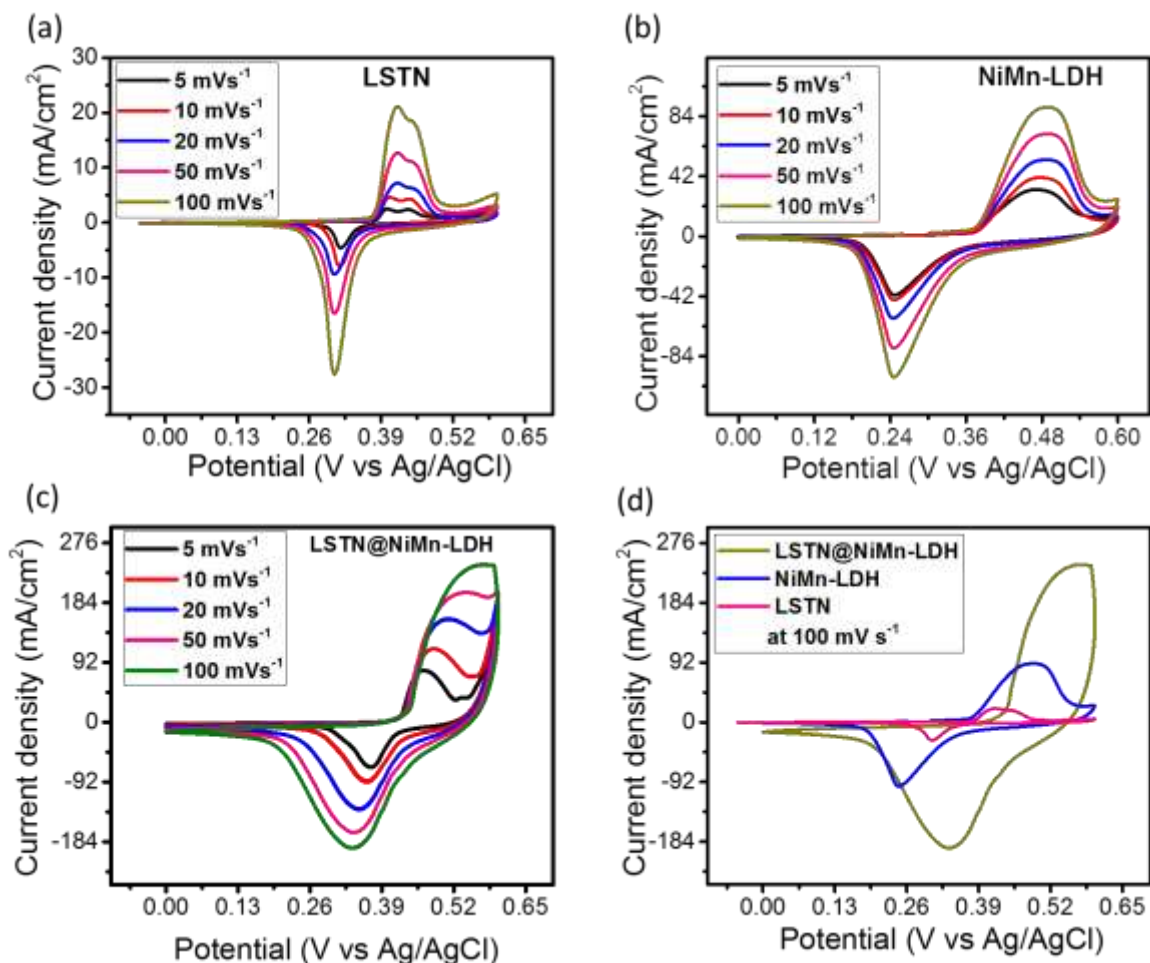 (a)
LSTN
5 mVs⁻¹
10 mVs⁻¹
20 mVs⁻¹
50 mVs⁻¹
100 mVs⁻¹
30
20
10
0
-10
-20
-30
Current density (mA/cm²)
0.00 0.13 0.26 0.39 0.52 0.65
Potential (V vs Ag/AgCl)
(b)
NiMn-LDH
5 mVs⁻¹
10 mVs⁻¹
20 mVs⁻¹
50 mVs⁻¹
100 mVs⁻¹
84
42
0
-42
-84
Current density (mA/cm²)
0.00 0.12 0.24 0.36 0.48 0.60
Potential (V vs Ag/AgCl)
(c)
LSTN@NiMn-LDH
5 mVs⁻¹
10 mVs⁻¹
20 mVs⁻¹
50 mVs⁻¹
100 mVs⁻¹
276
184
92
0
-92
-184
Current density (mA/cm²)
0.00 0.13 0.26 0.39 0.52 0.65
Potential (V vs Ag/AgCl)
(d)
LSTN@NiMn-LDH
NiMn-LDH
LSTN
at 100 mV s⁻¹
276
184
92
0
-92
-184
Current density (mA/cm²)
0.00 0.13 0.26 0.39 0.52 0.65
Potential (V vs Ag/AgCl)